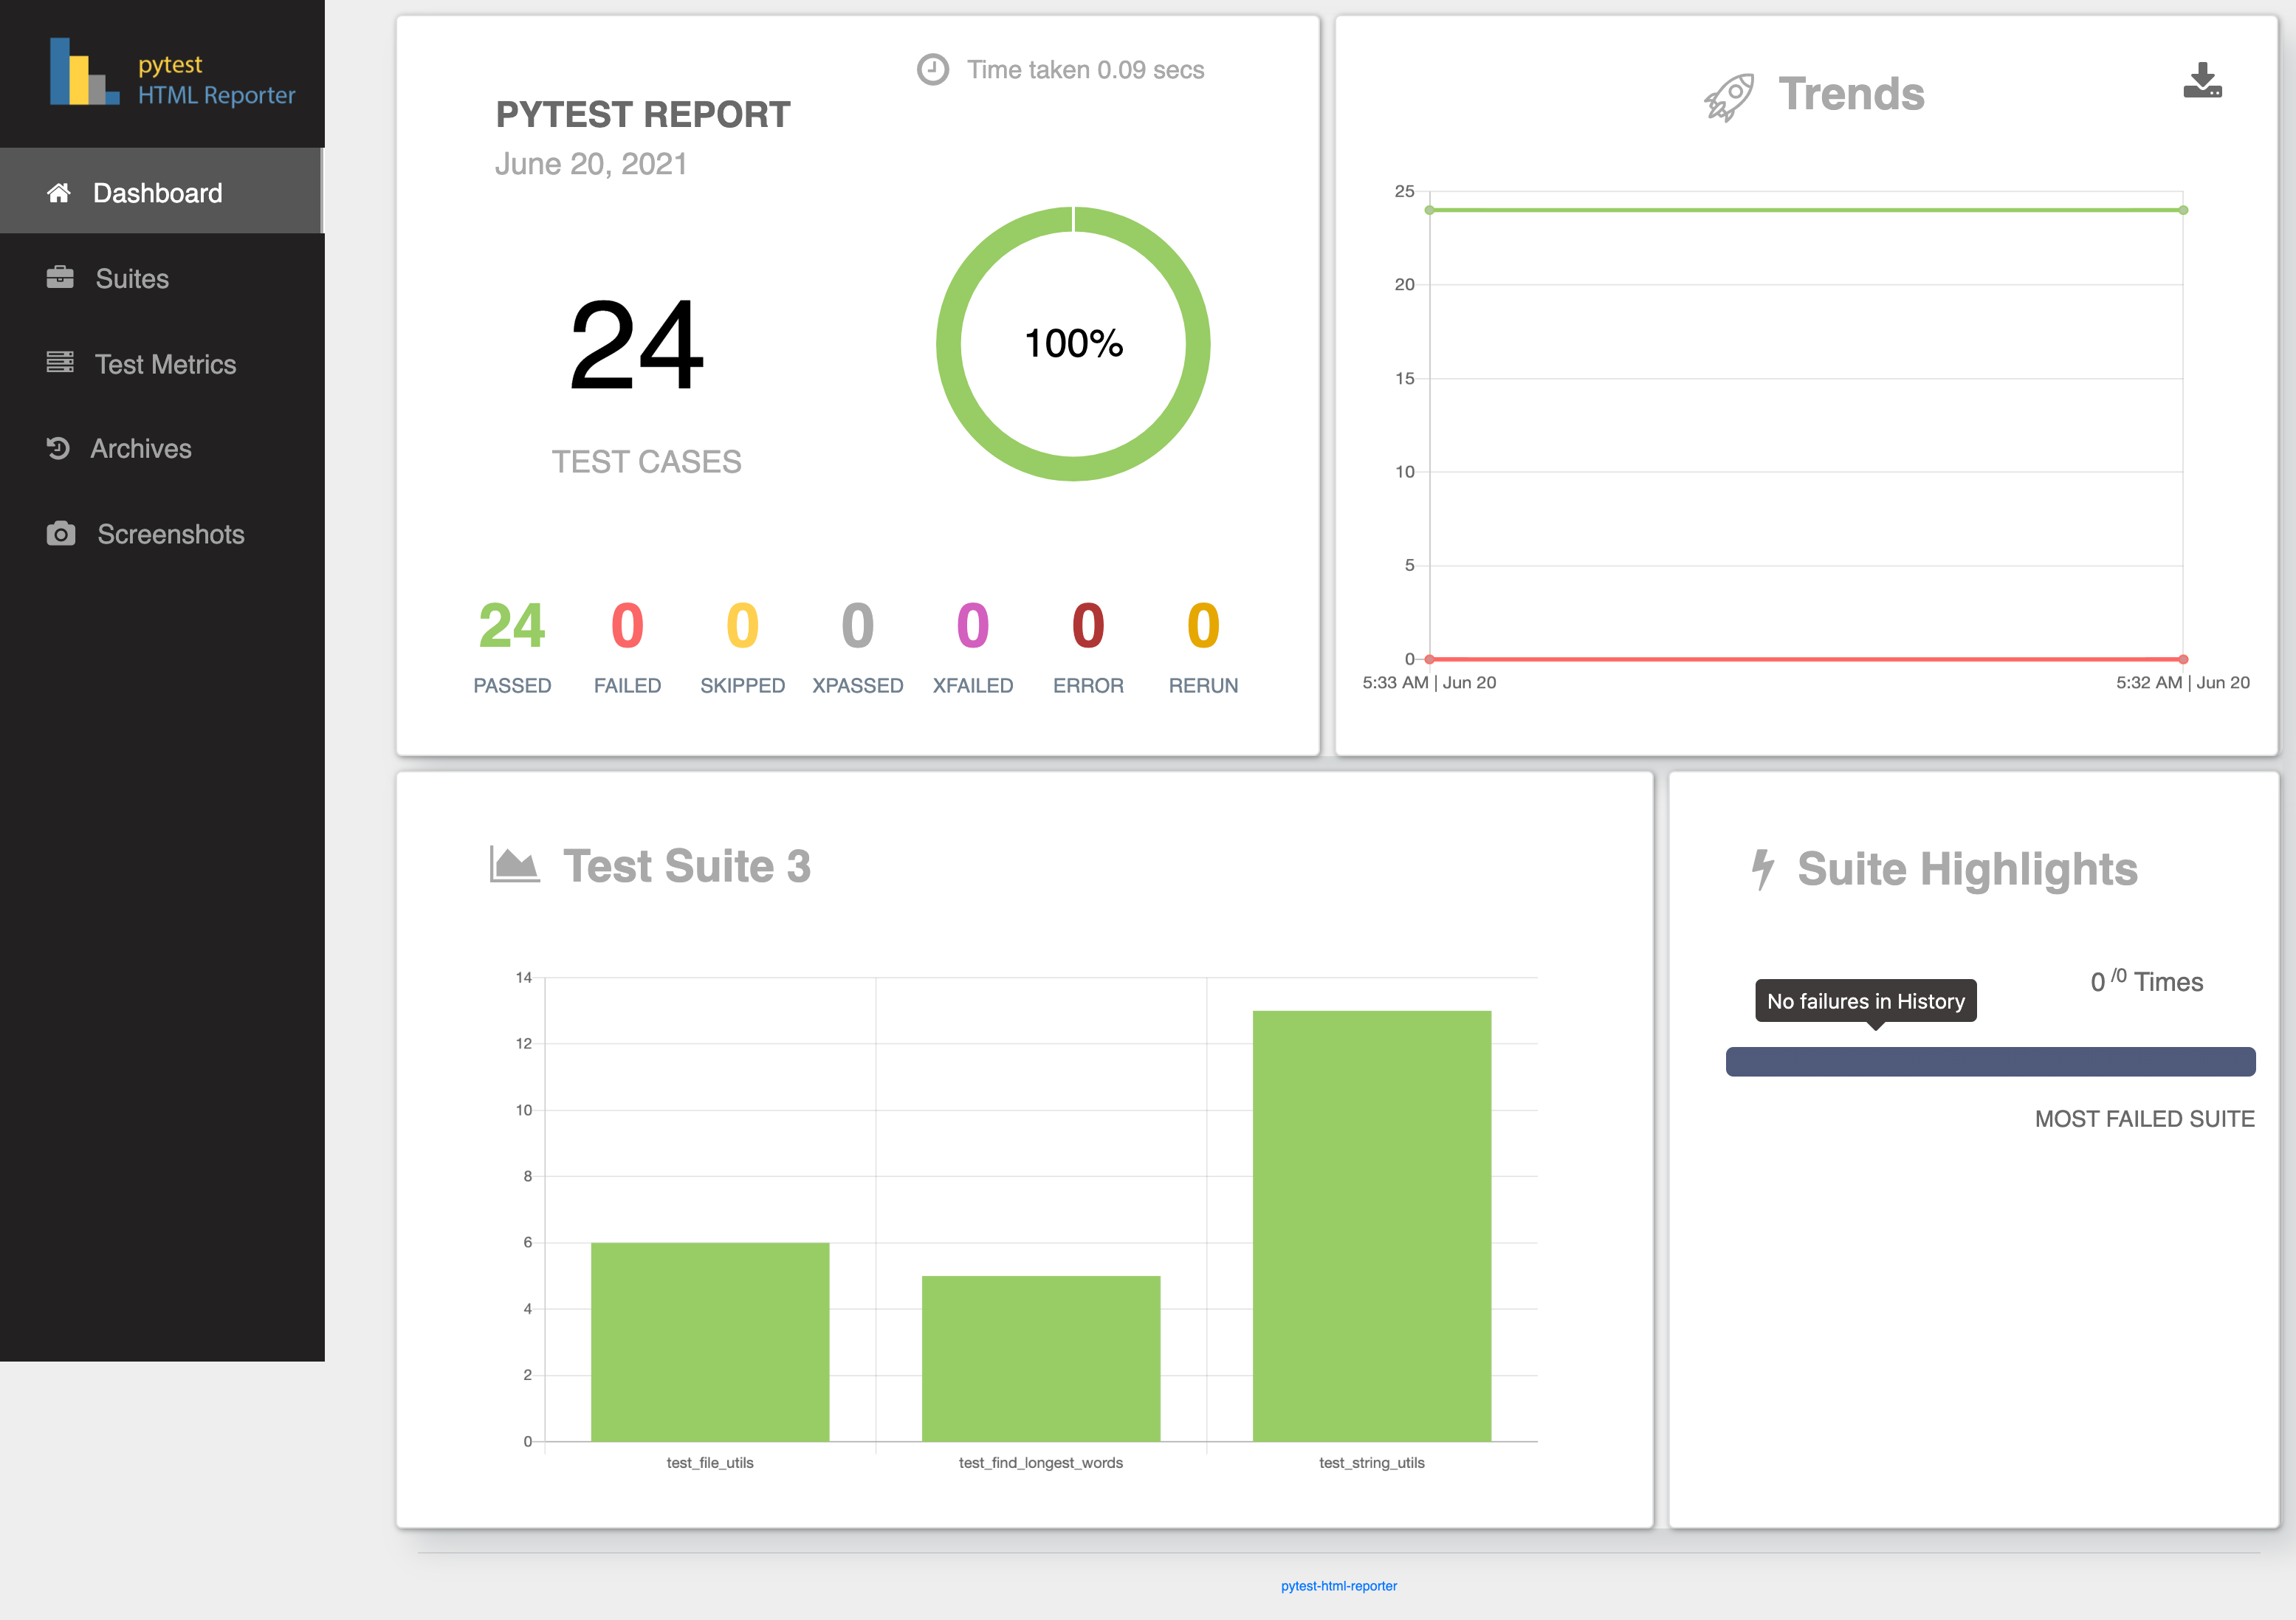 pytest
HTML Reporter
Dashboard
Suites
Test Metrics
Archives
Screenshots
Time taken 0.09 secs
PYTEST REPORT
June 20, 2021
24
TEST CASES
100%
24 0 0 0 0 0 0
PASSED FAILED SKIPPED XPASSED XFAILED ERROR RERUN
Trends
25
20
15
10
5
0
5:33 AM | Jun 20 5:32 AM | Jun 20
Test Suite 3
14
12
10
8
6
4
2
0
test_file_utils test_find_longest_words test_string_utils
Suite Highlights
0 /0 Times
No failures in History
MOST FAILED SUITE
pytest-html-reporter